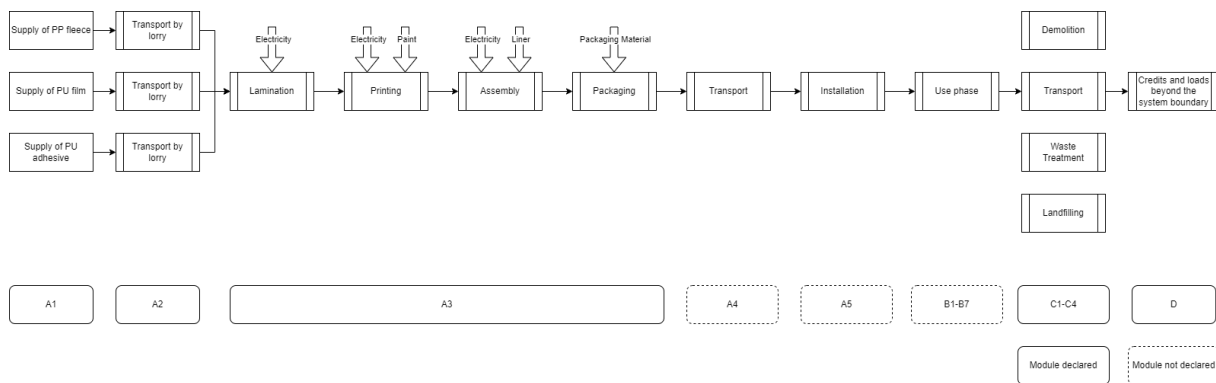 Supply of PP fleece
Transport by
lorry
Electricity
Electricity
Paint
Electricity
Liner
Packaging Material
Demolition
Supply of PU film
Transport by
lorry
Lamination
Printing
Assembly
Packaging
Transport
Installation
Use phase
Transport
Credits and loads
beyond the
system boundary
Supply of PU
adhesive
Transport by
lorry
Waste
Treatment
Landfilling
A1
A2
A3
A4
A5
B1-B7
C1-C4
D
Module declared
Module not declared